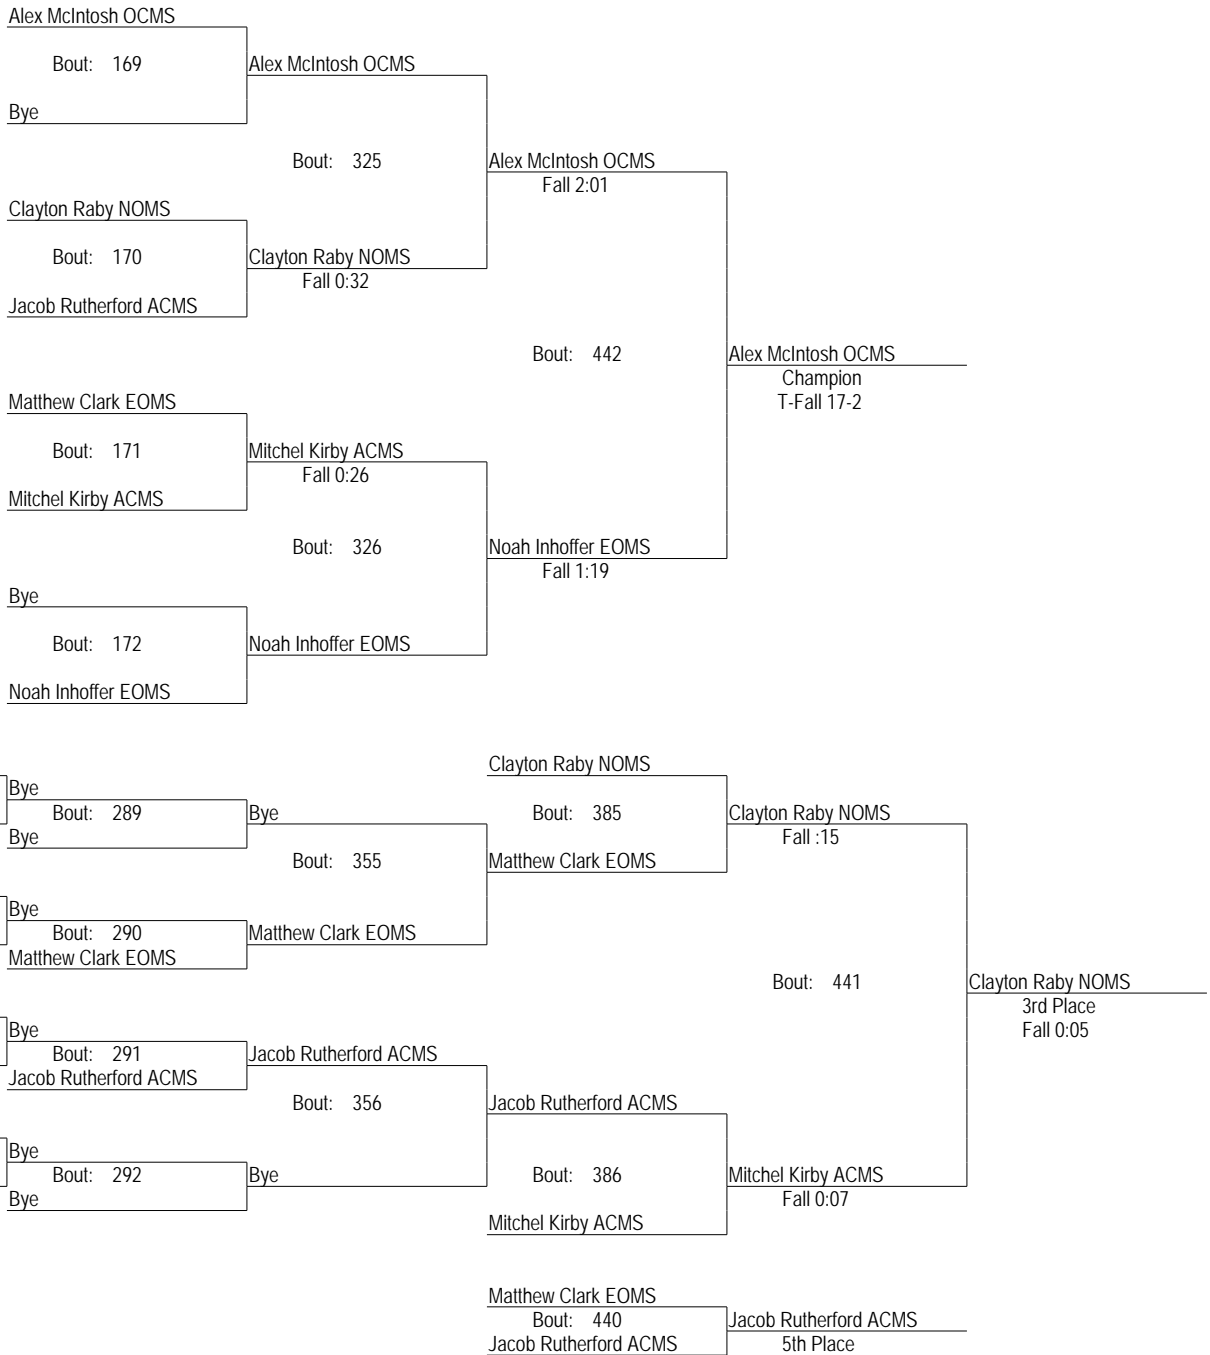 Alex McIntosh OCMS
Bout: 169
Alex McIntosh OCMS
Bye
Bout: 325
Alex McIntosh OCMS
Fall 2:01
Clayton Raby NOMS
Bout: 170
Clayton Raby NOMS
Fall 0:32
Jacob Rutherford ACMS
Bout: 442
Alex McIntosh OCMS
Champion
T-Fall 17-2
Matthew Clark EOMS
Bout: 171
Mitchel Kirby ACMS
Fall 0:26
Mitchel Kirby ACMS
Bout: 326
Noah Inhoffer EOMS
Fall 1:19
Bye
Bout: 172
Noah Inhoffer EOMS
Noah Inhoffer EOMS
Clayton Raby NOMS
Bye
Bout: 289
Bye
Bout: 385
Clayton Raby NOMS
Fall :15
Bye
Bout: 355
Matthew Clark EOMS
Bye
Bout: 290
Matthew Clark EOMS
Matthew Clark EOMS
Bout: 441
Clayton Raby NOMS
3rd Place
Fall 0:05
Bye
Bout: 291
Jacob Rutherford ACMS
Jacob Rutherford ACMS
Bout: 356
Jacob Rutherford ACMS
Bye
Bout: 292
Bye
Bout: 386
Mitchel Kirby ACMS
Fall 0:07
Bye
Mitchel Kirby ACMS
Matthew Clark EOMS
Bout: 440
Jacob Rutherford ACMS
Jacob Rutherford ACMS
5th Place